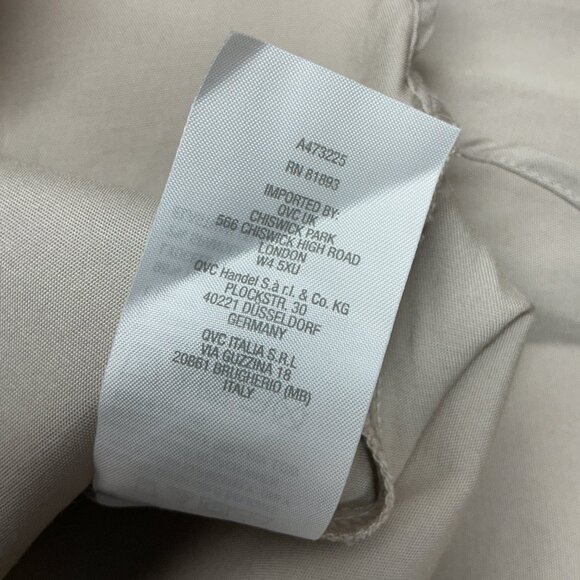 A473225
RN 81893
IMPORTED BY:
QVC UK
CHISWICK PARK
566 CHISWICK HIGH ROAD
LONDON
W4 5XU
QVC Handel S.à r.l. & Co. KG
PLOCKSTR. 30
40221 DÜSSELDORF
GERMANY
QVC ITALIA S.R.L
VIA GUZZINA 18
20861 BRUGHERIO (MB)
ITALY